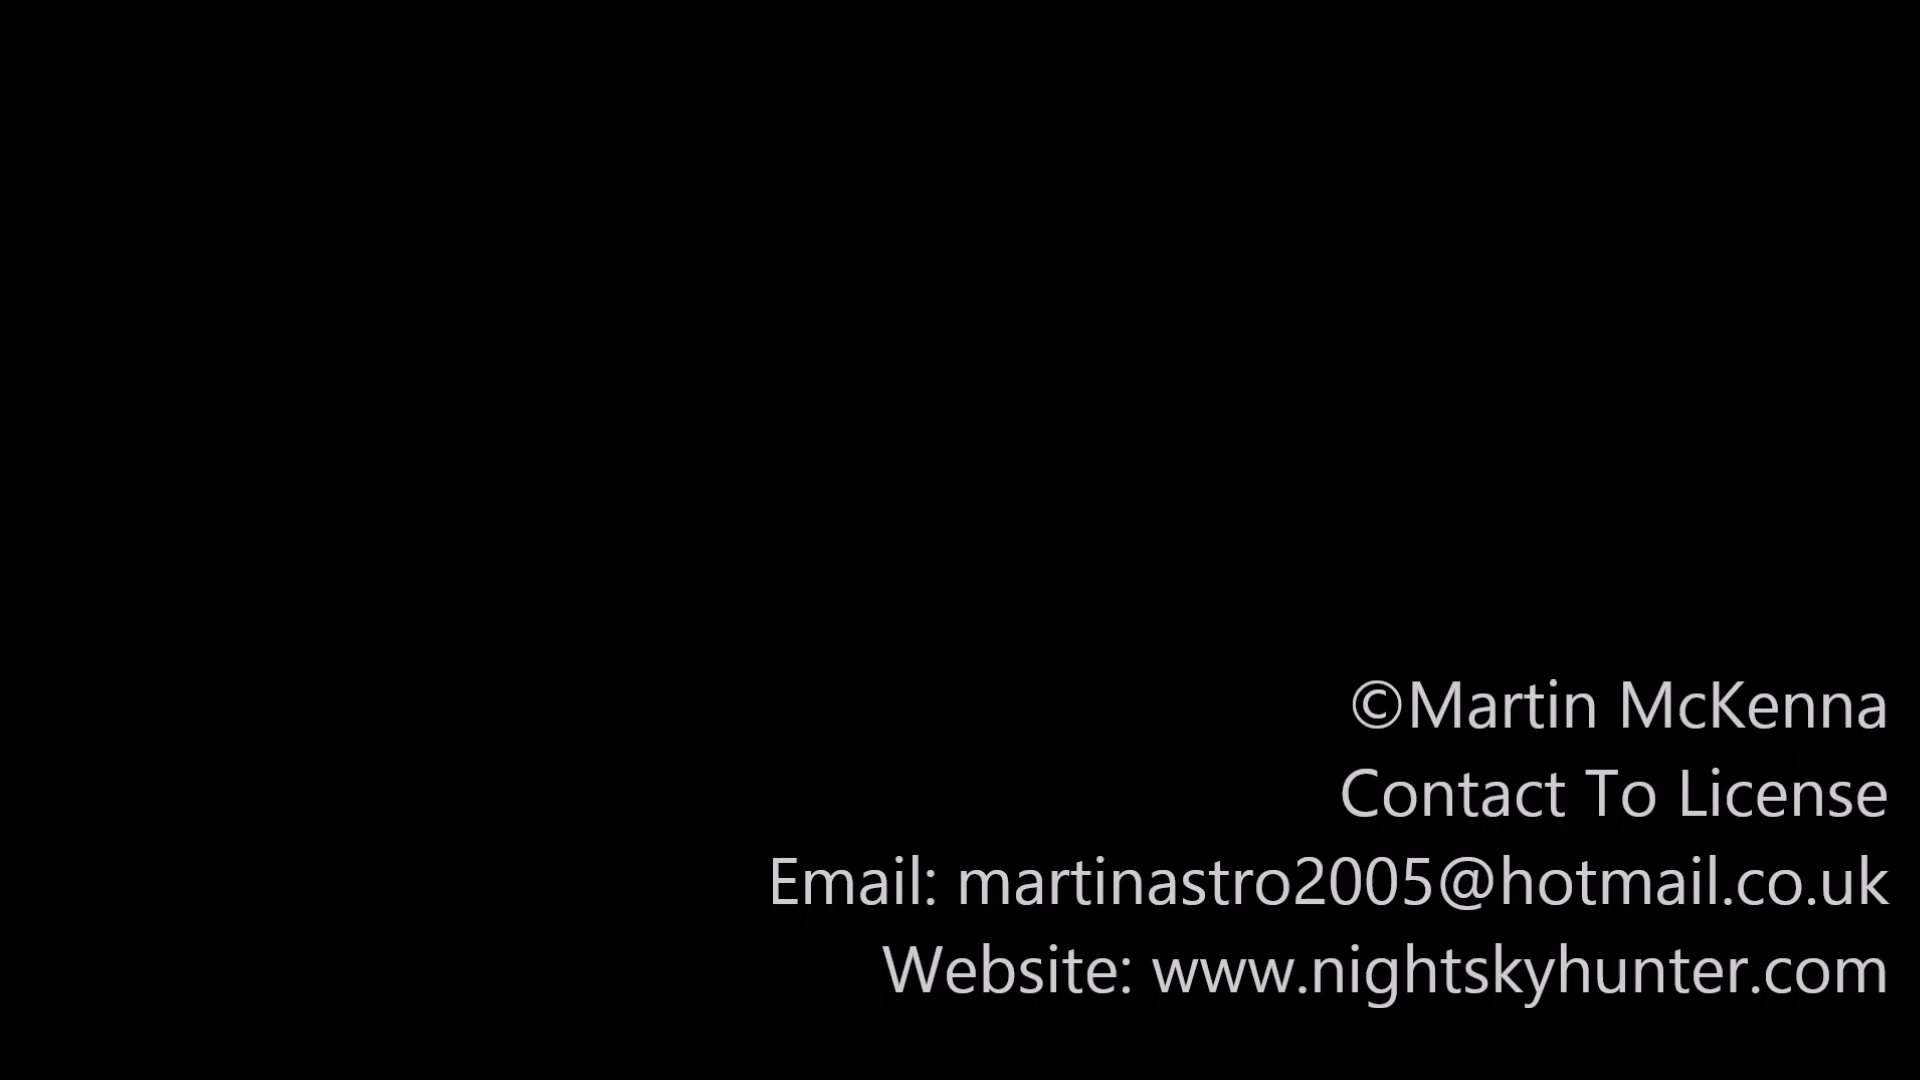 ©Martin McKenna
Contact To License
Email: martinastro2005@hotmail.co.uk
Website: www.nightskyhunter.com